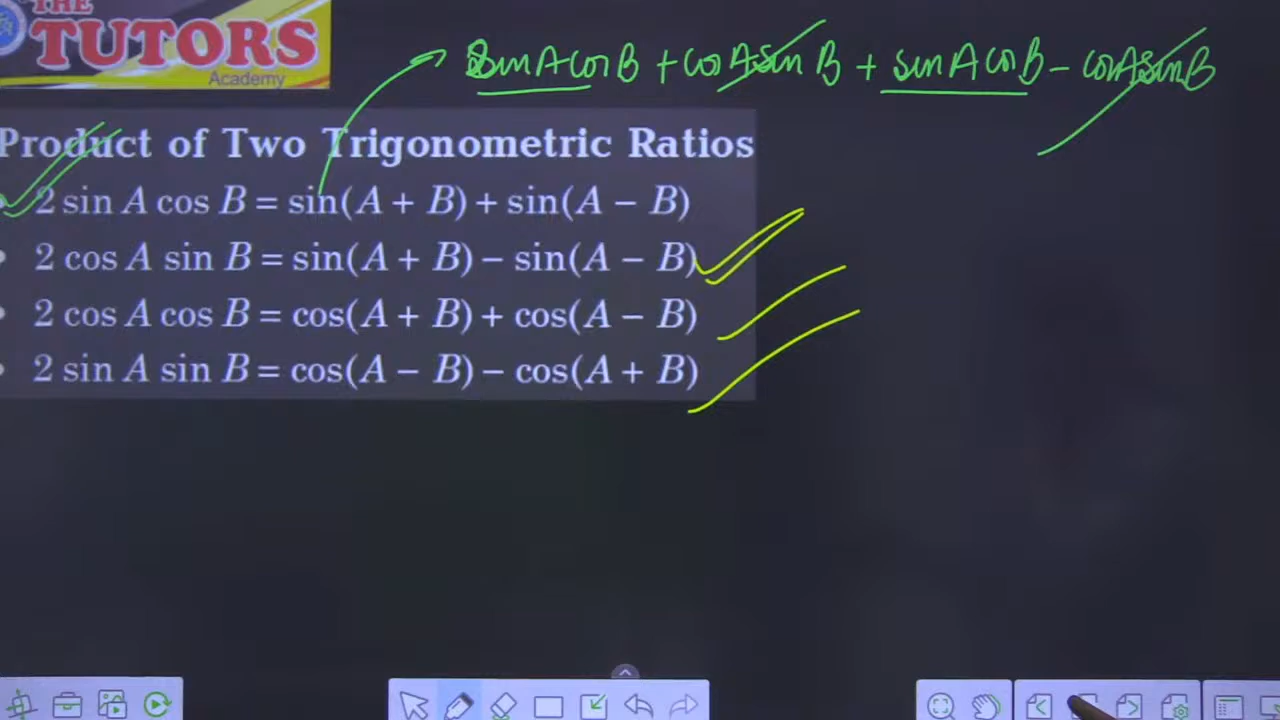 THE
TUTORS
Academy
sinAcosB + cosAsinB + sinAcosB - cosAsinB
Product of Two Trigonometric Ratios
2 sin A cos B = sin(A + B) + sin(A − B)
2 cos A sin B = sin(A + B) − sin(A − B)
2 cos A cos B = cos(A + B) + cos(A − B)
2 sin A sin B = cos(A − B) − cos(A + B)